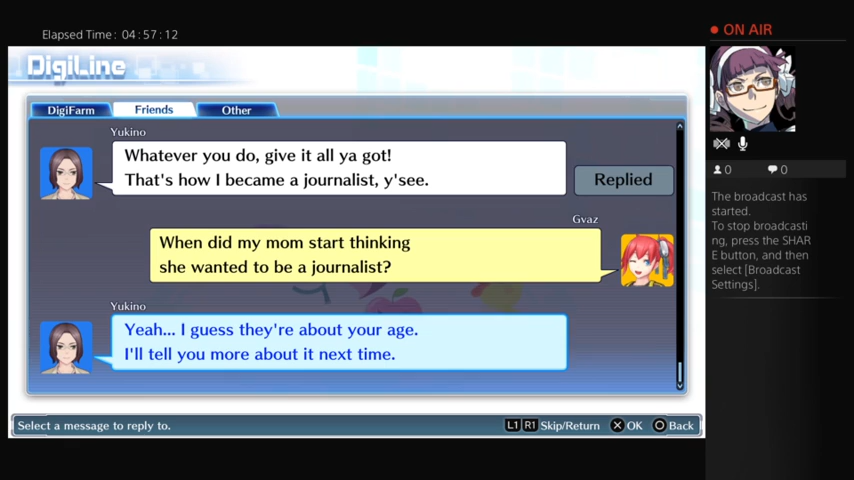 Elapsed Time: 04:57:12
ON AIR
DigiLine
DigiFarm
Friends
Other
Yukino
Whatever you do, give it all ya got!
That's how I became a journalist, y'see.
Replied
Gvaz
When did my mom start thinking
she wanted to be a journalist?
Yukino
Yeah... I guess they're about your age.
I'll tell you more about it next time.
Select a message to reply to.
L1 R1 Skip/Return X OK O Back
0
0
The broadcast has
started.
To stop broadcasti
ng, press the SHAR
E button, and then
select [Broadcast
Settings].